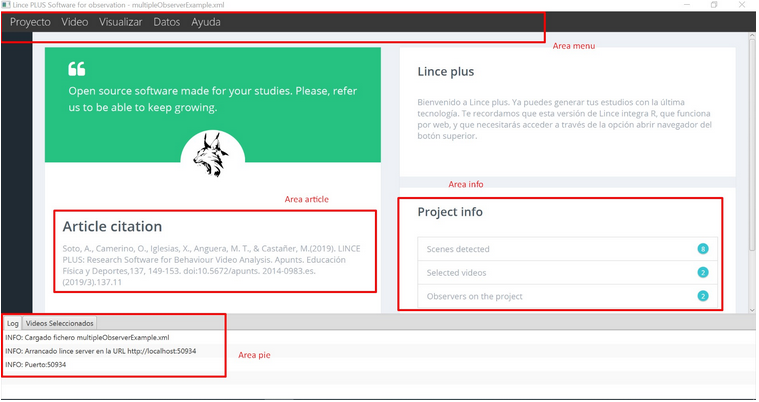 Lince PLUS Software for observation - multipleObserverExample.xml
Proyecto Video Visualizar Datos Ayuda
Area menu
Open source software made for your studies. Please, refer
us to be able to keep growing.
Lince plus
Bienvenido a Lince plus. Ya puedes generar tus estudios con la última
tecnología. Te recordamos que esta versión de Lince integra R, que funciona
por web, y que necesitarás acceder a través de la opción abrir navegador del
botón superior.
Area article
Article citation
Soto, A., Camerino, O., Iglesias, X., Anguera, M. T., & Castañer, M.(2019). LINCE
PLUS: Research Software for Behaviour Video Analysis. Apunts. Educación
Física y Deportes,137, 149-153. doi:10.5672/apunts. 2014-0983.es.
(2019/3).137.11
Area info
Project info
Scenes detected 8
Selected videos 2
Observers on the project 2
Log Videos Seleccionados
INFO: Cargado fichero multipleObserverExample.xml
INFO: Arrancado lince server en la URL http://localhost:50934
INFO: Puerto:50934
Area pie